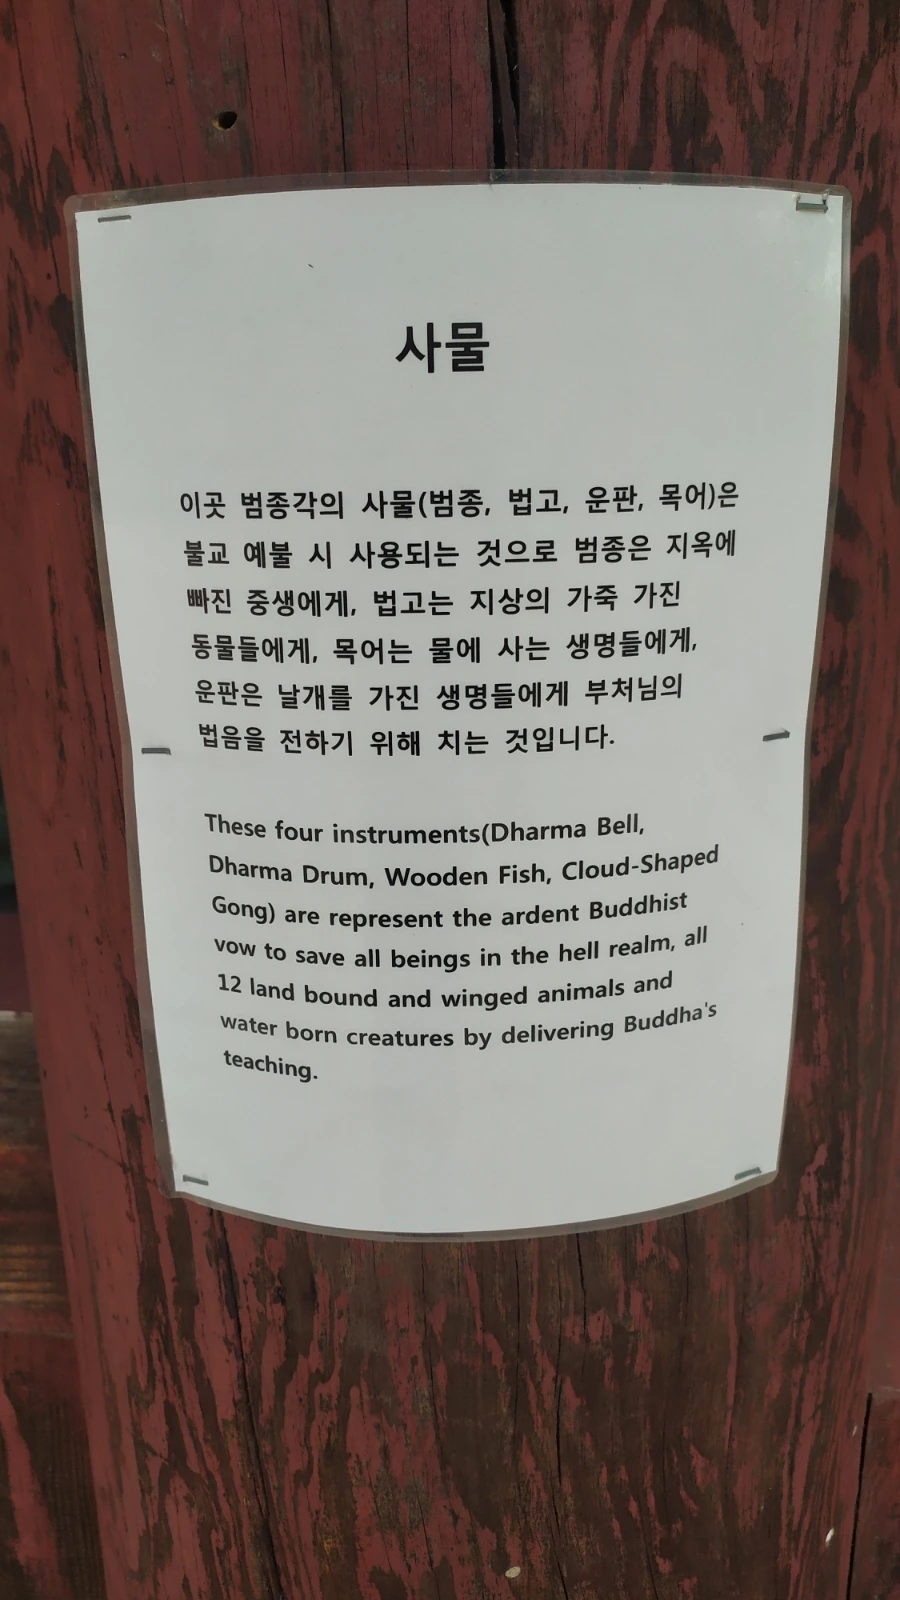 사물
이곳 범종각의 사물(범종, 법고, 운판, 목어)은
불교 예불 시 사용되는 것으로 범종은 지옥에
빠진 중생에게, 법고는 지상의 가죽 가진
동물들에게, 목어는 물에 사는 생명들에게,
운판은 날개를 가진 생명들에게 부처님의
법음을 전하기 위해 치는 것입니다.
These four instruments(Dharma Bell,
Dharma Drum, Wooden Fish, Cloud-Shaped
Gong) are represent the ardent Buddhist
vow to save all beings in the hell realm, all
12 land bound and winged animals and
water born creatures by delivering Buddha's
teaching.